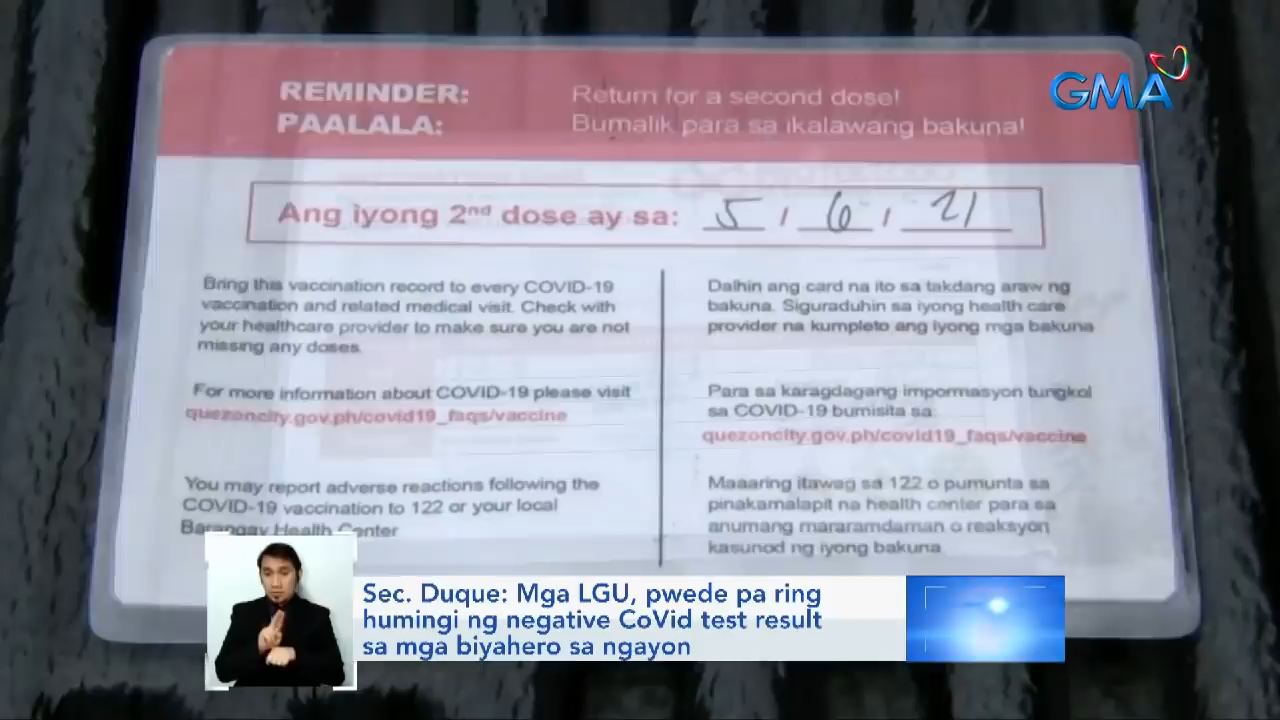 GMA
REMINDER: Return for a second dose!
PAALALA: Bumalik para sa ikalawang bakuna!
Ang iyong 2nd dose ay sa: 5 / 6 / 21
Bring this vaccination record to every COVID-19
vaccination and related medical visit. Check with
your healthcare provider to make sure you are not
missing any doses.
For more information about COVID-19 please visit
quezoncity.gov.ph/covid19_faqs/vaccine
You may report adverse reactions following the
COVID-19 vaccination to 122 or your local
Barangay Health Center
Dalhin ang card na ito sa takdang araw ng
bakuna. Siguraduhin sa iyong health care
provider na kumpleto ang iyong mga bakuna
Para sa karagdagang impormasyon tungkol
sa COVID-19 bumisita sa:
quezoncity.gov.ph/covid19_faqs/vaccine
Maaaring itawag sa 122 o pumunta sa
pinakamalapit na health center para sa
anumang mararamdaman o reaksyon
kasunod ng iyong bakuna
Sec. Duque: Mga LGU, pwede pa ring
humingi ng negative CoVid test result
sa mga biyahero sa ngayon